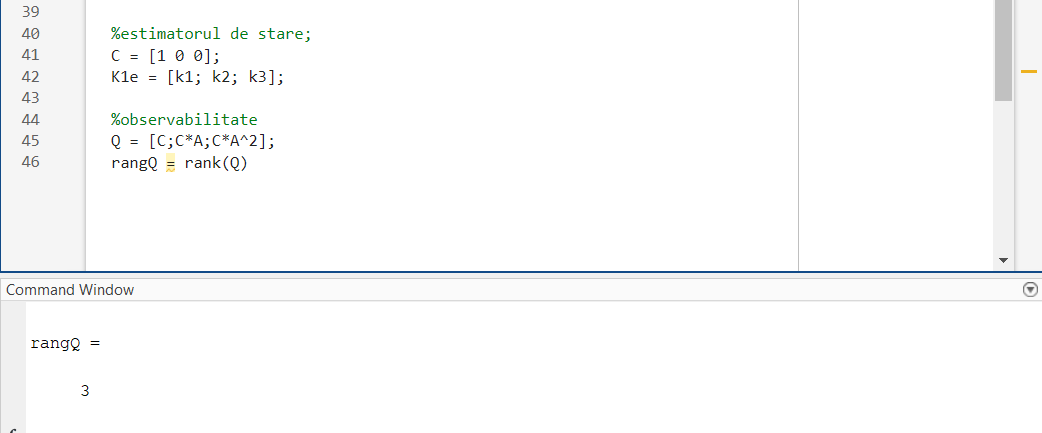 39
40 %estimatorul de stare;
41 C = [1 0 0];
42 K1e = [k1; k2; k3];
43
44 %observabilitate
45 Q = [C;C*A;C*A^2];
46 rangQ = rank(Q)
Command Window
rangQ =
3